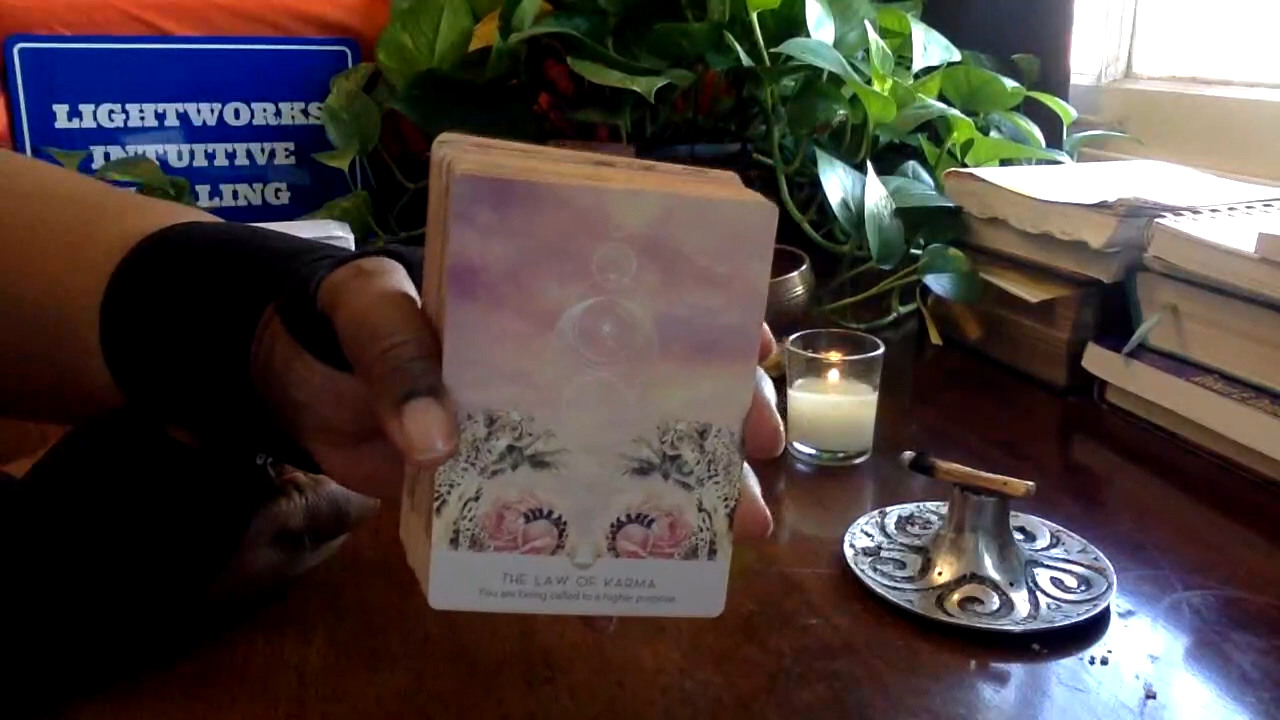 LIGHTWORKS
INTUITIVE
LING
THE LAW OF KARMA
You are being called to a higher purpose.